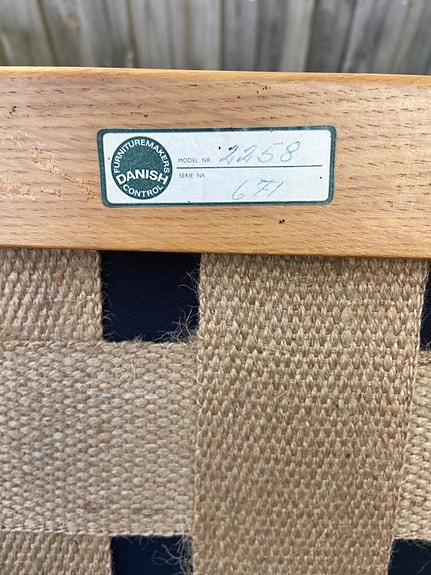 FURNITUREMAKERS
DANISH
CONTROL
MODEL NR. 2258
SERIE NR. 671